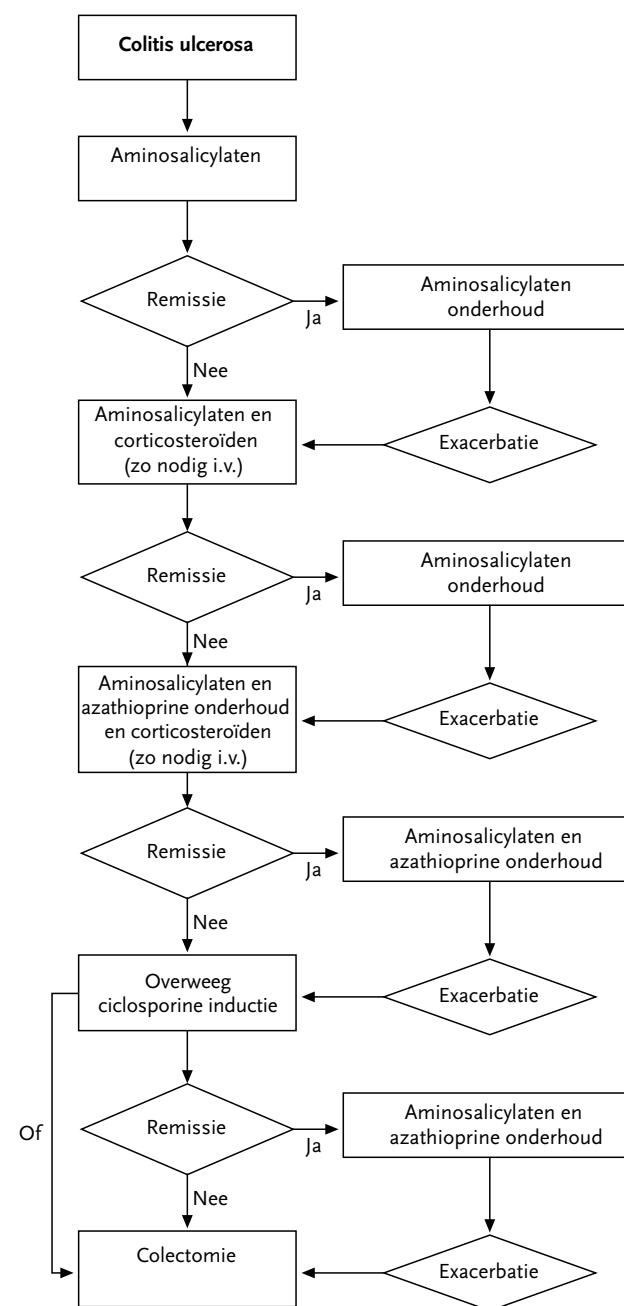 Colitis ulcerosa
Aminosalicylaten
Remissie
Ja
Aminosalicylaten
onderhoud
Nee
Aminosalicylaten en
corticosteroïden
(zo nodig i.v.)
Exacerbatie
Remissie
Ja
Aminosalicylaten
onderhoud
Nee
Aminosalicylaten en
azathioprine onderhoud
en corticosteroïden
(zo nodig i.v.)
Exacerbatie
Remissie
Ja
Aminosalicylaten en
azathioprine onderhoud
Nee
Overweeg
ciclosporine inductie
Exacerbatie
Of
Remissie
Ja
Aminosalicylaten en
azathioprine onderhoud
Nee
Colectomie
Exacerbatie